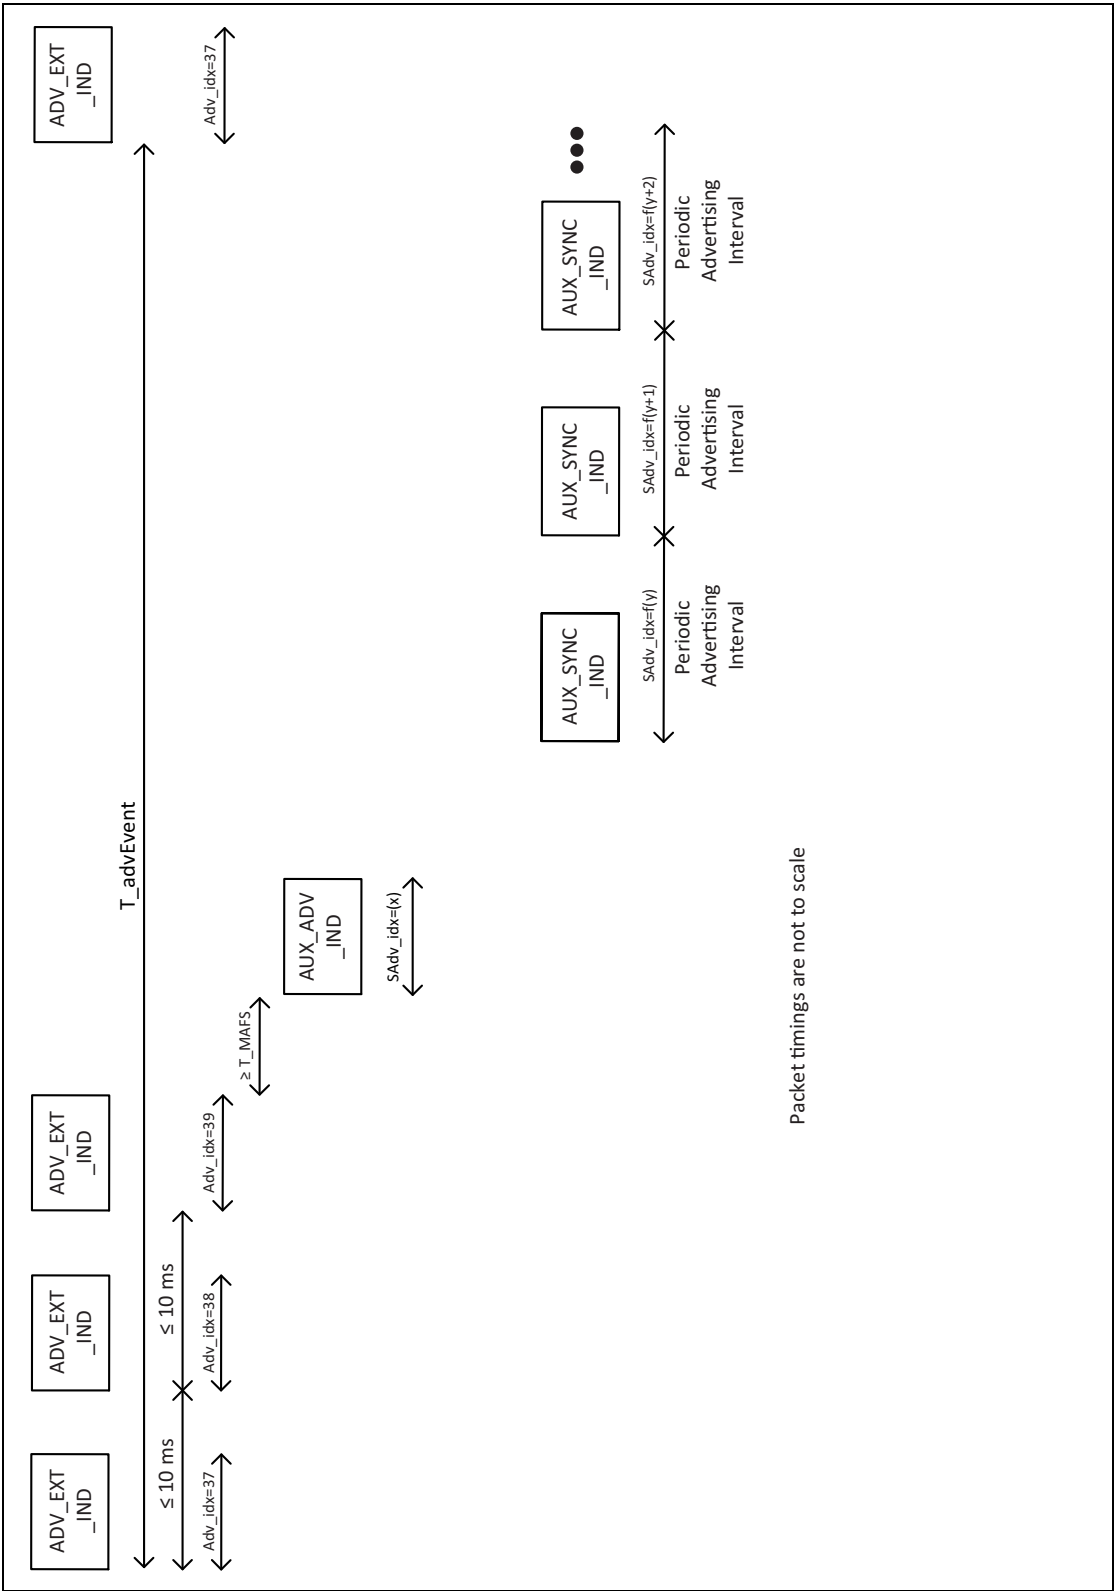 ADV_EXT
_IND
ADV_EXT
_IND
ADV_EXT
_IND
ADV_EXT
_IND
T_advEvent
≤ 10 ms
≤ 10 ms
Adv_idx=37
Adv_idx=38
Adv_idx=39
Adv_idx=37
≥ T_MAFS
AUX_ADV
_IND
SAdv_idx=(x)
AUX_SYNC
_IND
AUX_SYNC
_IND
AUX_SYNC
_IND
SAdv_idx=f(y)
Periodic
Advertising
Interval
SAdv_idx=f(y+1)
Periodic
Advertising
Interval
SAdv_idx=f(y+2)
Periodic
Advertising
Interval
Packet timings are not to scale